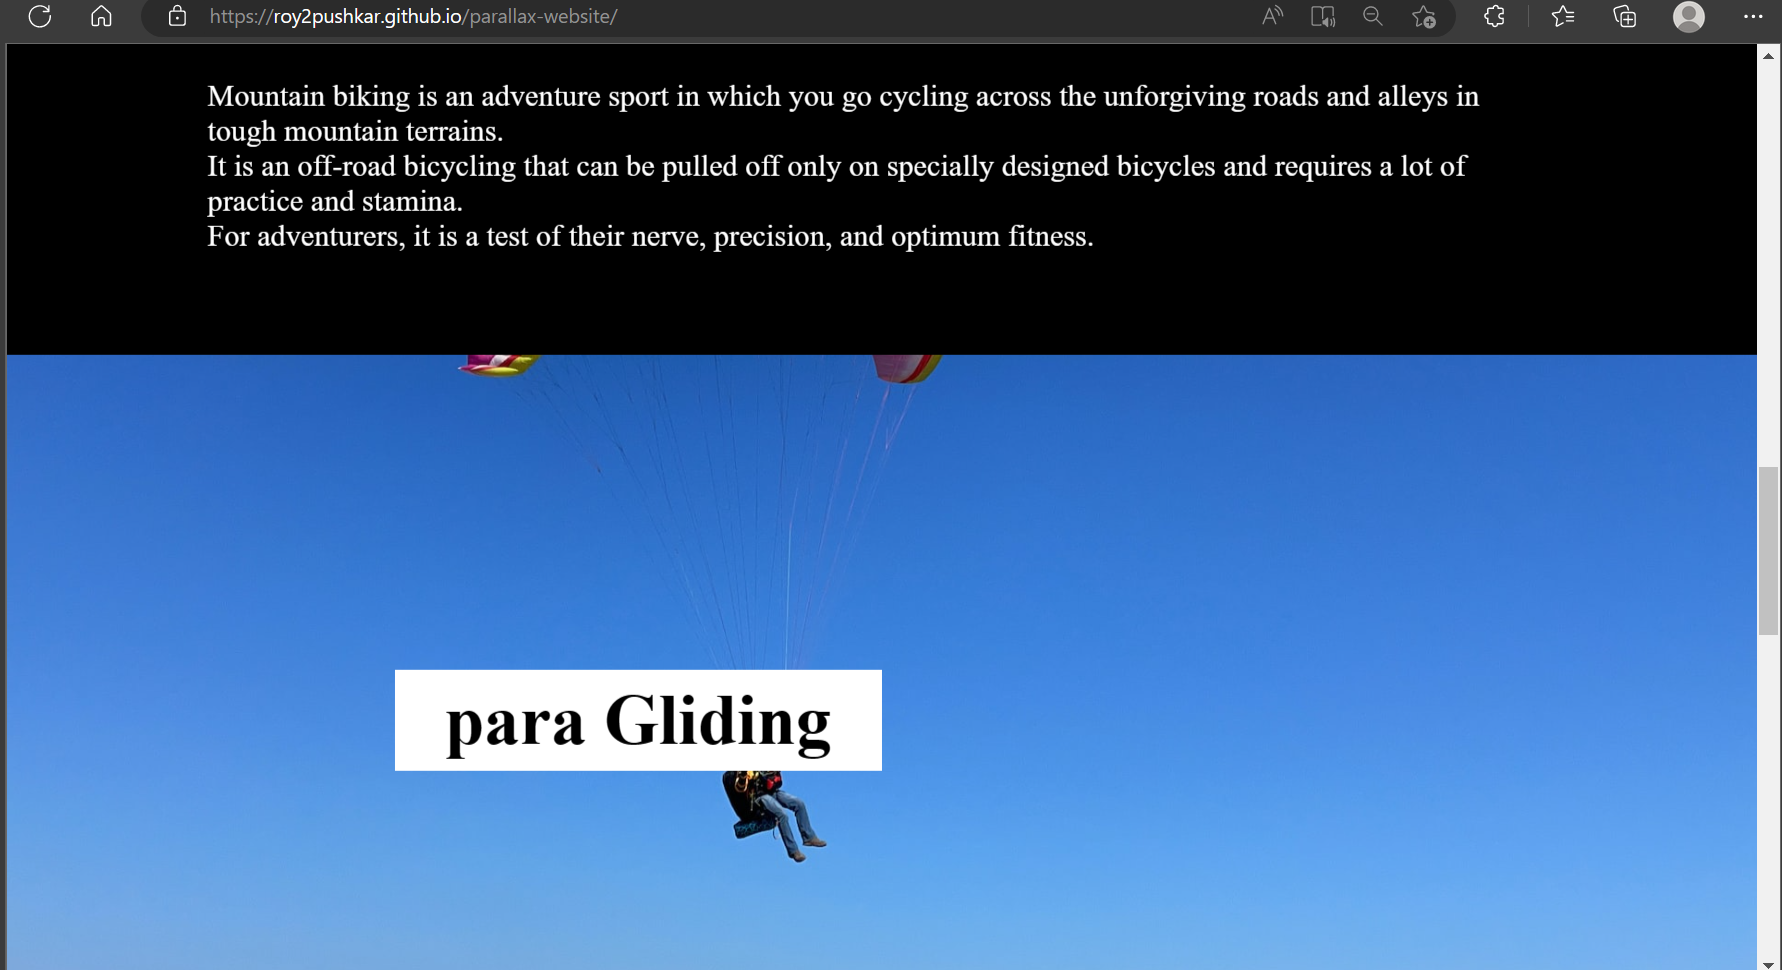 https://roy2pushkar.github.io/parallax-website/
Mountain biking is an adventure sport in which you go cycling across the unforgiving roads and alleys in
tough mountain terrains.
It is an off-road bicycling that can be pulled off only on specially designed bicycles and requires a lot of
practice and stamina.
For adventurers, it is a test of their nerve, precision, and optimum fitness.
para Gliding